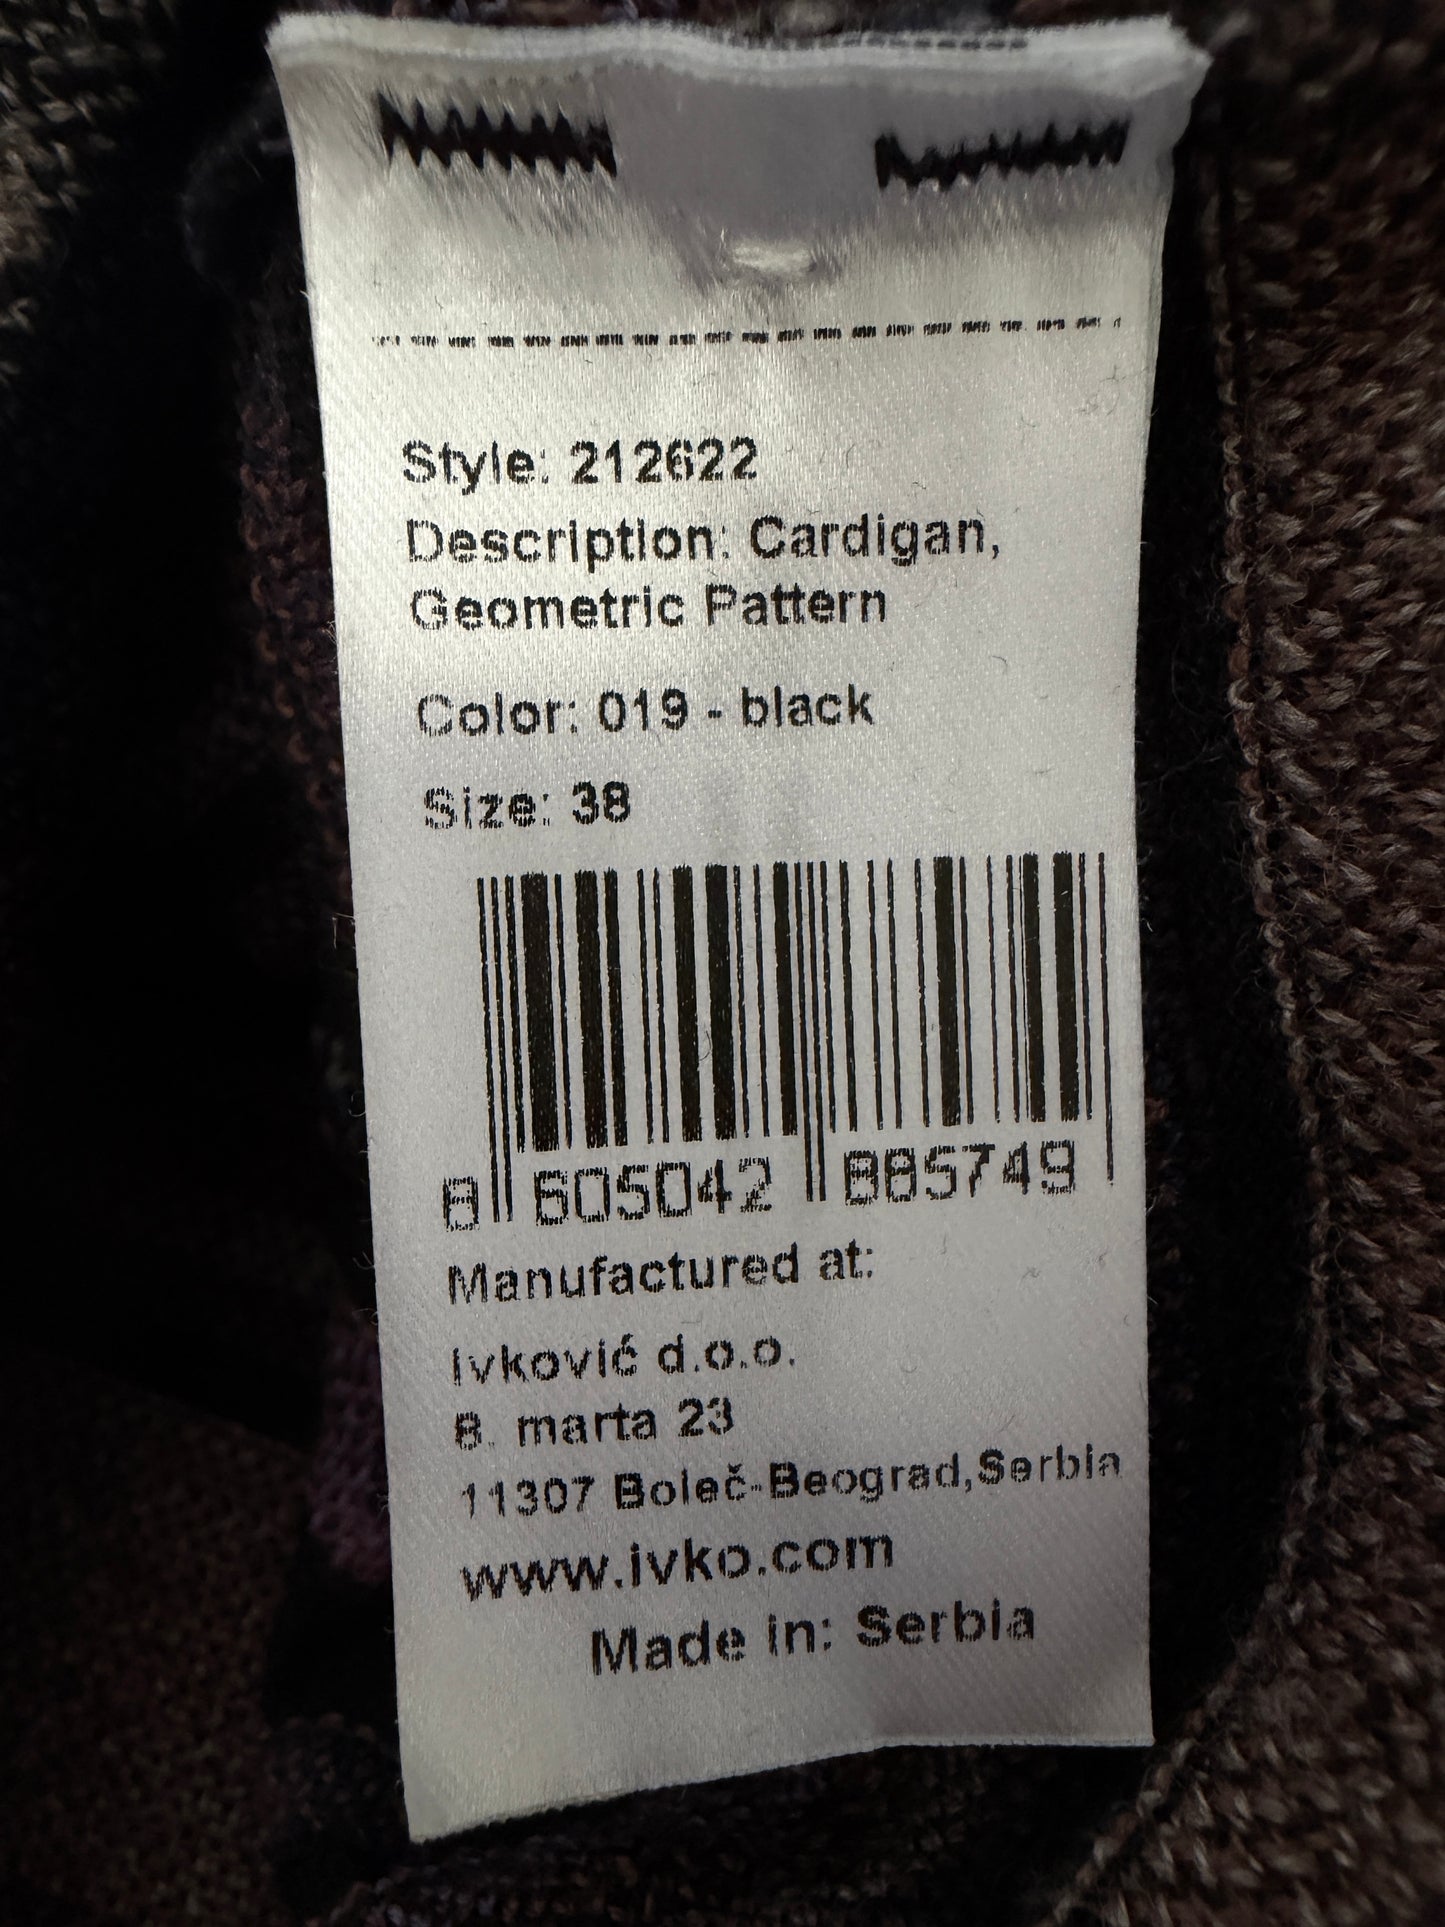 Style: 212622
Description: Cardigan,
Geometric Pattern
Color: 019 - black
Size: 38
8 605042 885749
Manufactured at:
Ivković d.o.o.
8. marta 23
11307 Boleč-Beograd,Serbia
www.ivko.com
Made in: Serbia